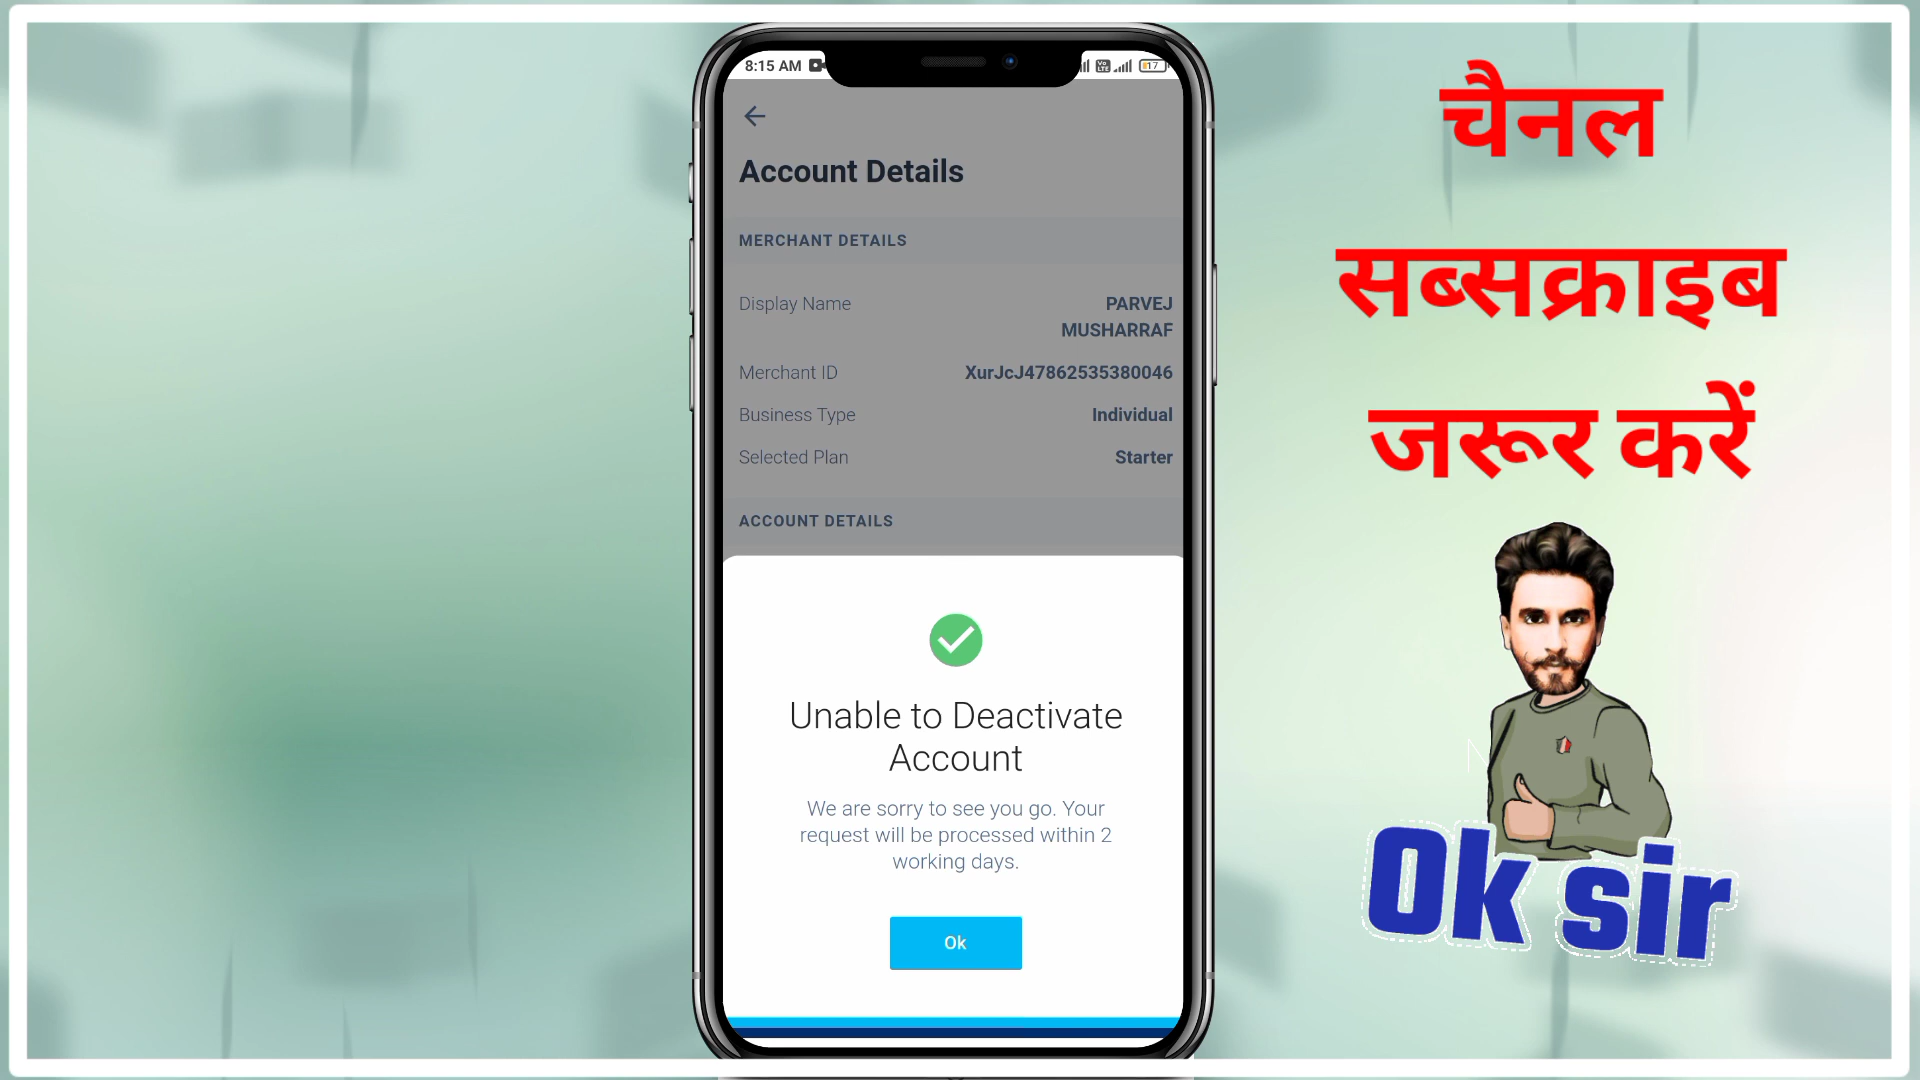 8:15 AM
17
Account Details
MERCHANT DETAILS
Display Name PARVEJ
MUSHARRAF
Merchant ID XurJcJ47862535380046
Business Type Individual
Selected Plan Starter
ACCOUNT DETAILS
Unable to Deactivate
Account
We are sorry to see you go. Your
request will be processed within 2
working days.
Ok
चैनल
सब्सक्राइब
जरूर करें
Ok sir